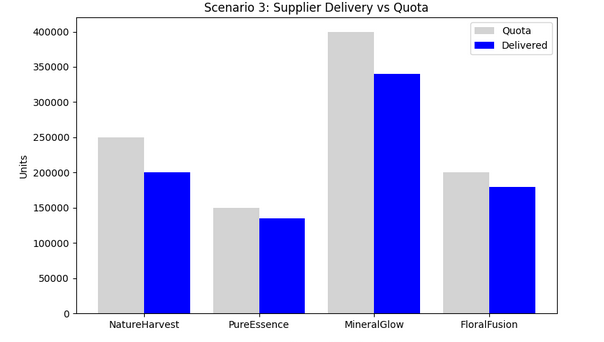 Scenario 3: Supplier Delivery vs Quota
Quota
Delivered
400000
350000
300000
250000
200000
150000
100000
50000
0
Units
NatureHarvest PureEssence MineralGlow FloralFusion